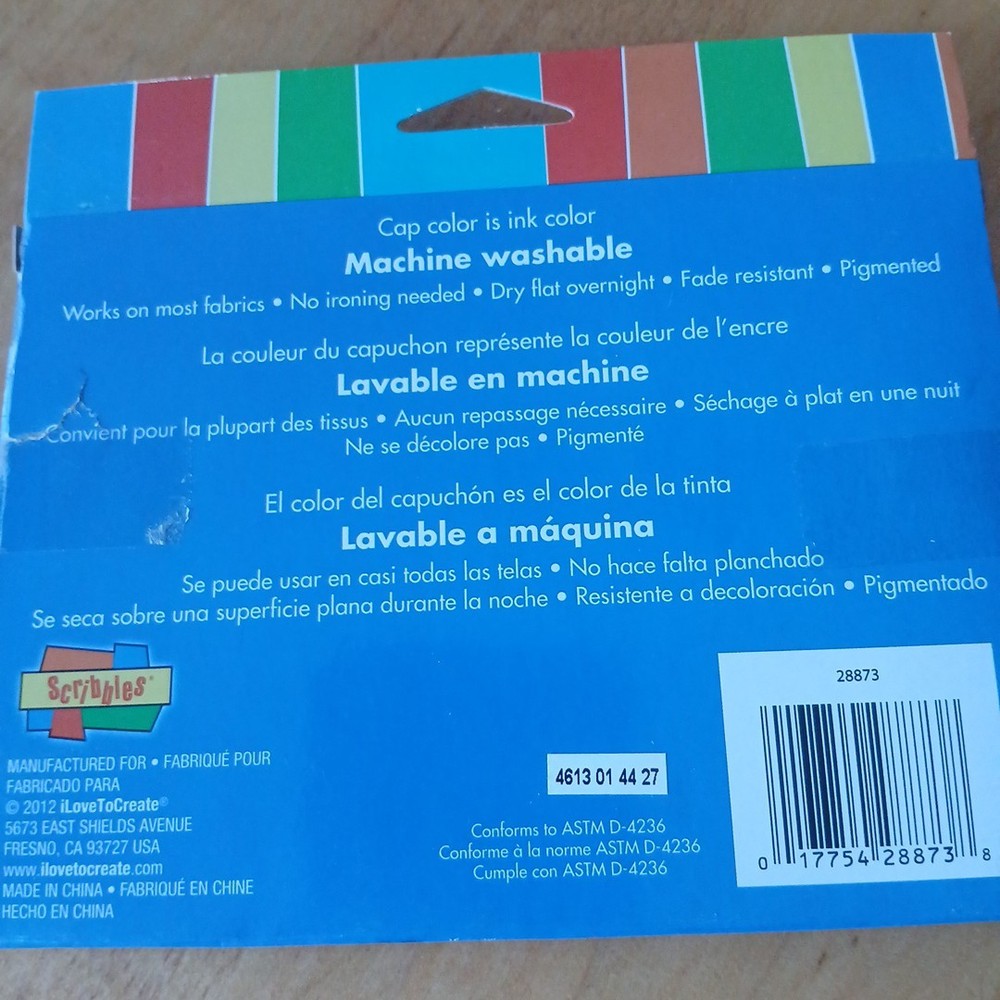 Cap color is ink color
Machine washable
Works on most fabrics • No ironing needed • Dry flat overnight • Fade resistant • Pigmented
La couleur du capuchon représente la couleur de l'encre
Lavable en machine
Convient pour la plupart des tissus • Aucun repassage nécessaire • Séchage à plat en une nuit
Ne se décolore pas • Pigmenté
El color del capuchón es el color de la tinta
Lavable a máquina
Se puede usar en casi todas las telas • No hace falta planchado
Se seca sobre una superficie plana durante la noche • Resistente a decoloración • Pigmentado
Scribbles®
MANUFACTURED FOR • FABRIQUÉ POUR
FABRICADO PARA
© 2012 iLoveToCreate®
5673 EAST SHIELDS AVENUE
FRESNO, CA 93727 USA
www.ilovetocreate.com
MADE IN CHINA • FABRIQUÉ EN CHINE
HECHO EN CHINA
4613 01 44 27
Conforms to ASTM D-4236
Conforme à la norme ASTM D-4236
Cumple con ASTM D-4236
28873
0 17754 28873 8